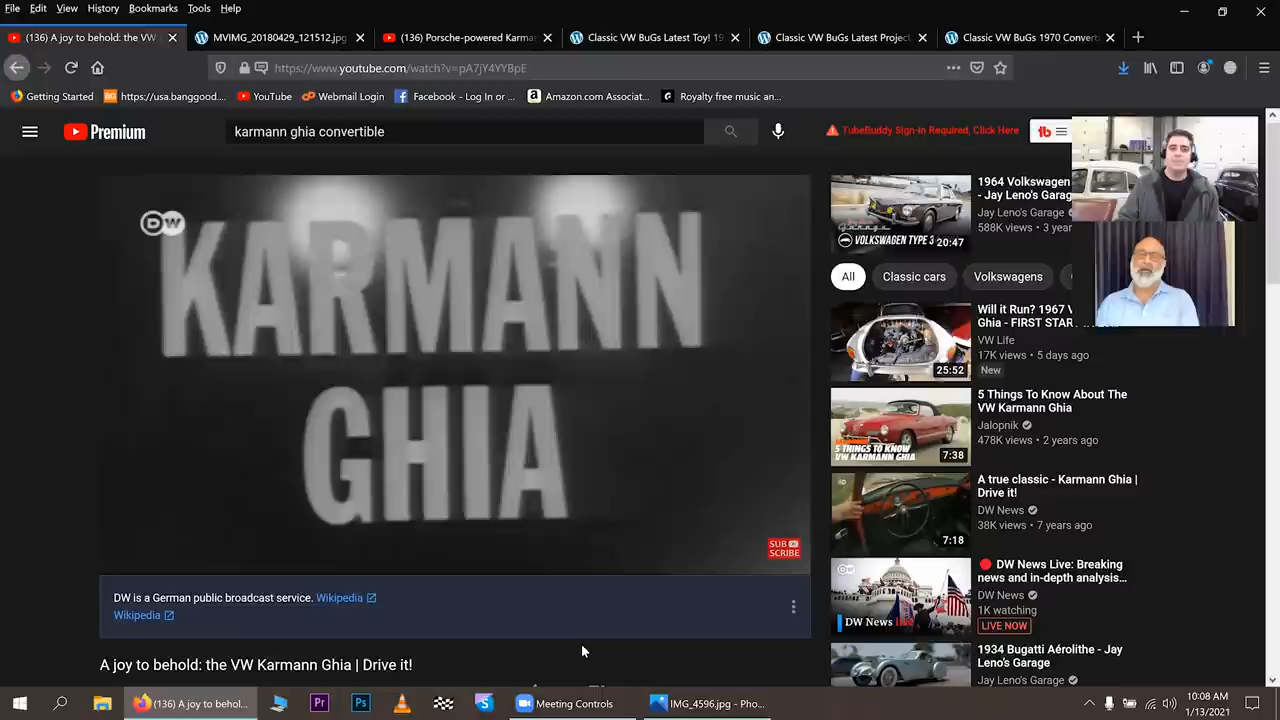 File Edit View History Bookmarks Tools Help
(136) A joy to behold: the VW
MVIMG_20180429_121512.jpg
(136) Porsche-powered Karma
Classic VW BuGs Latest Toy! 19
Classic VW BuGs Latest Project
Classic VW BuGs 1970 Convert
https://www.youtube.com/watch?v=pA7jY4YYBpE
Getting Started
https://usa.banggood....
YouTube
Webmail Login
Facebook - Log In or ...
Amazon.com Associat...
Royalty free music an...
Premium
karmann ghia convertible
TubeBuddy Sign-in Required, Click Here
tb
DW
KARMANN
GHIA
SUB
SCRIBE
DW is a German public broadcast service. Wikipedia
Wikipedia
A joy to behold: the VW Karmann Ghia | Drive it!
1964 Volkswagen
- Jay Leno's Garag
Jay Leno's Garage
588K views • 3 year
Garage
VOLKSWAGEN TYPE 3
20:47
All
Classic cars
Volkswagens
Will it Run? 1967 V
Ghia - FIRST START
VW Life
17K views • 5 days ago
New
25:52
5 Things To Know About The
VW Karmann Ghia
Jalopnik
478K views • 2 years ago
5 THINGS TO KNOW
VW KARMANN GHIA
7:38
A true classic - Karmann Ghia |
Drive it!
DW News
38K views • 7 years ago
7:18
DW News Live: Breaking
news and in-depth analysis...
DW News
1K watching
LIVE NOW
DW News
1934 Bugatti Aérolithe - Jay
Leno's Garage
Jay Leno's Garage
(136) A joy to behol...
Pr
Ps
Meeting Controls
IMG_4596.jpg - Pho...
10:08 AM
1/13/2021